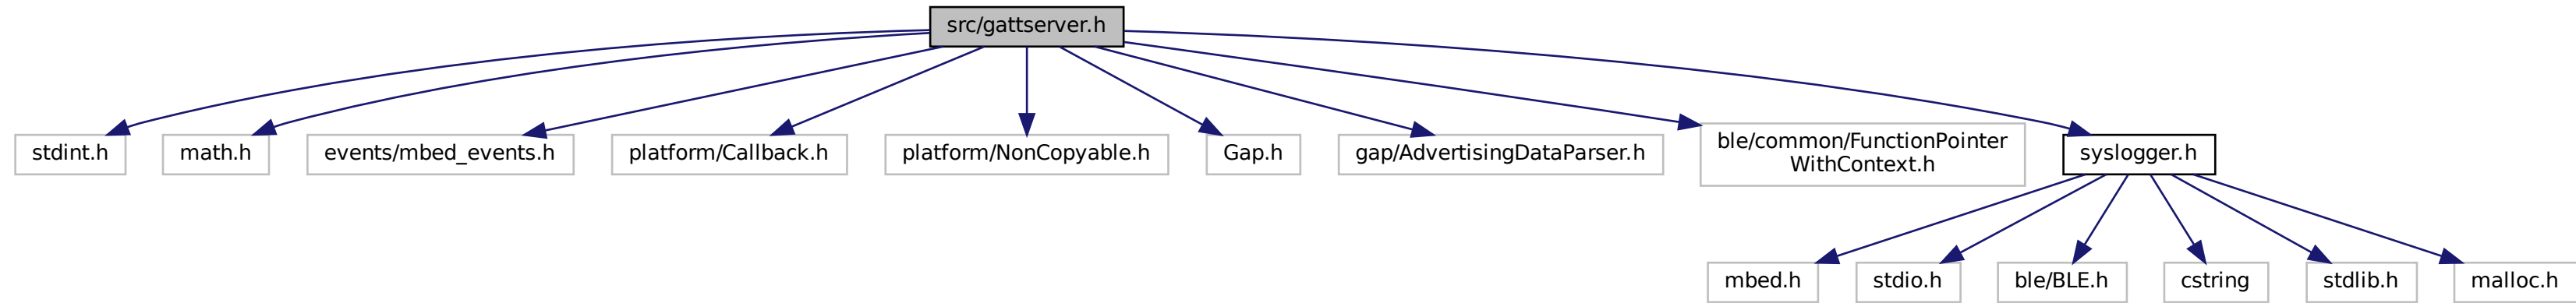 src/gattserver.h
stdint.h
math.h
events/mbed_events.h
platform/Callback.h
platform/NonCopyable.h
Gap.h
gap/AdvertisingDataParser.h
ble/common/FunctionPointer
WithContext.h
syslogger.h
mbed.h
stdio.h
ble/BLE.h
cstring
stdlib.h
malloc.h